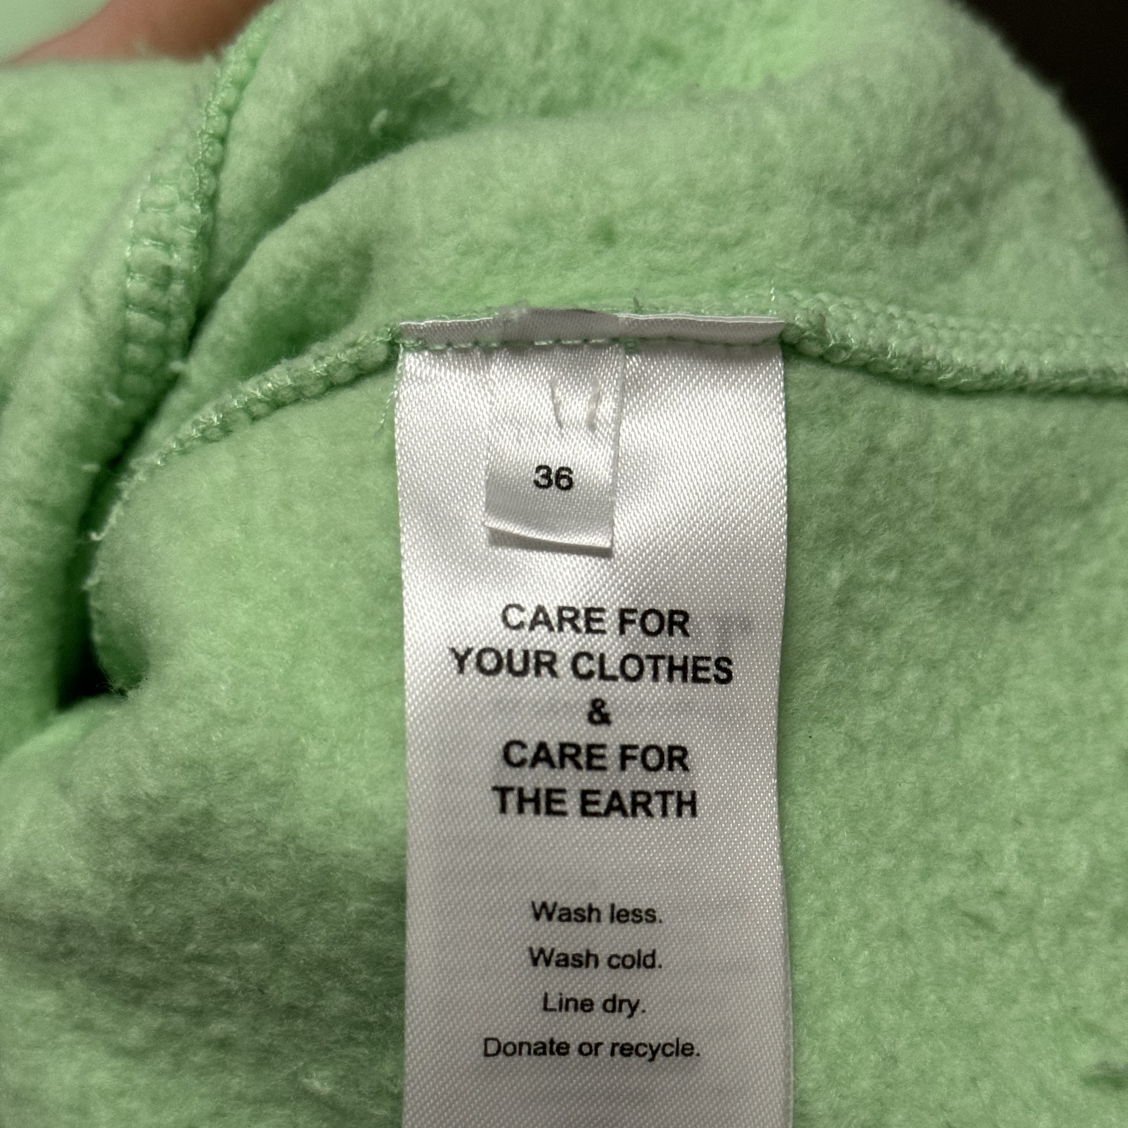 36
CARE FOR
YOUR CLOTHES
&
CARE FOR
THE EARTH
Wash less.
Wash cold.
Line dry.
Donate or recycle.